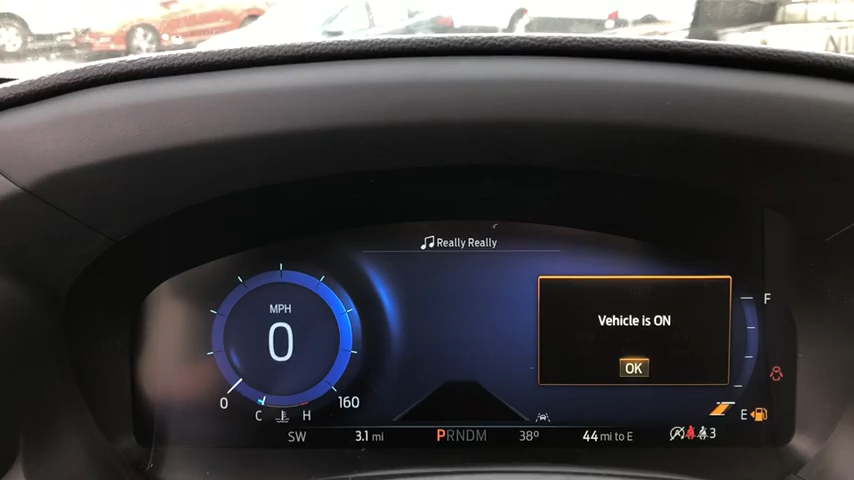 Really Really
MPH
0
0
160
C
H
Vehicle is ON
OK
F
E
SW
3.1 mi
PRNDM
38°
44 mi to E
3